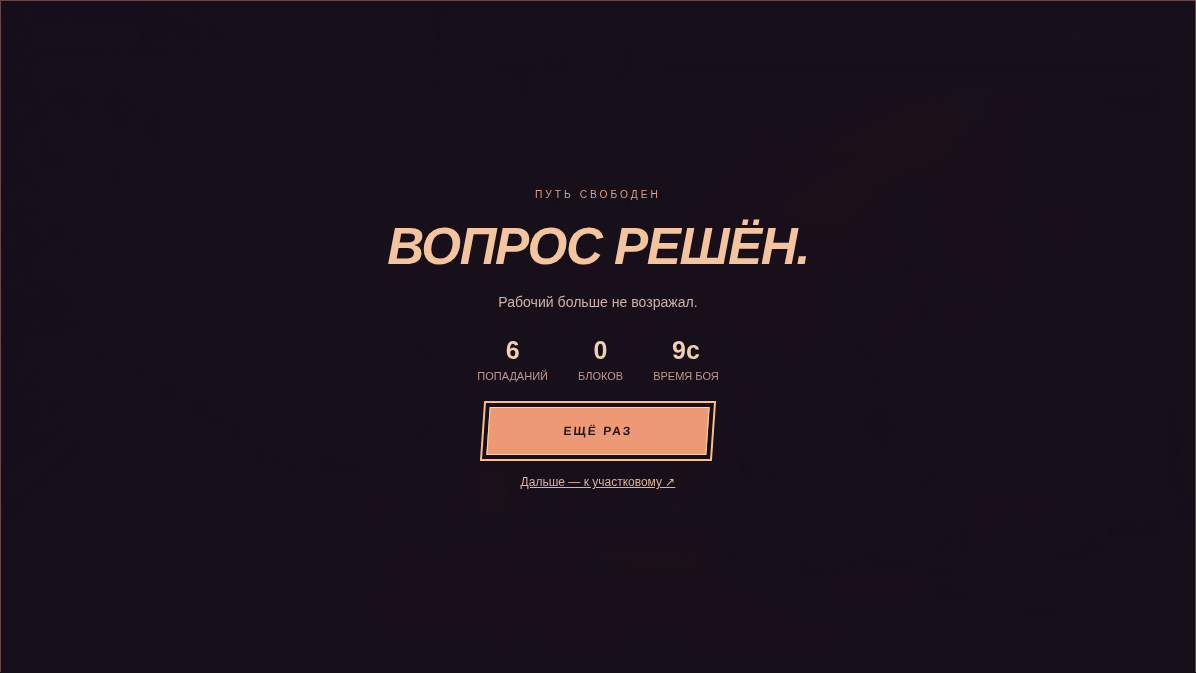 ПУТЬ СВОБОДЕН
ВОПРОС РЕШЁН.
Рабочий больше не возражал.
6 0 9с
ПОПАДАНИЙ БЛОКОВ ВРЕМЯ БОЯ
ЕЩЁ РАЗ
Дальше — к участковому ↗